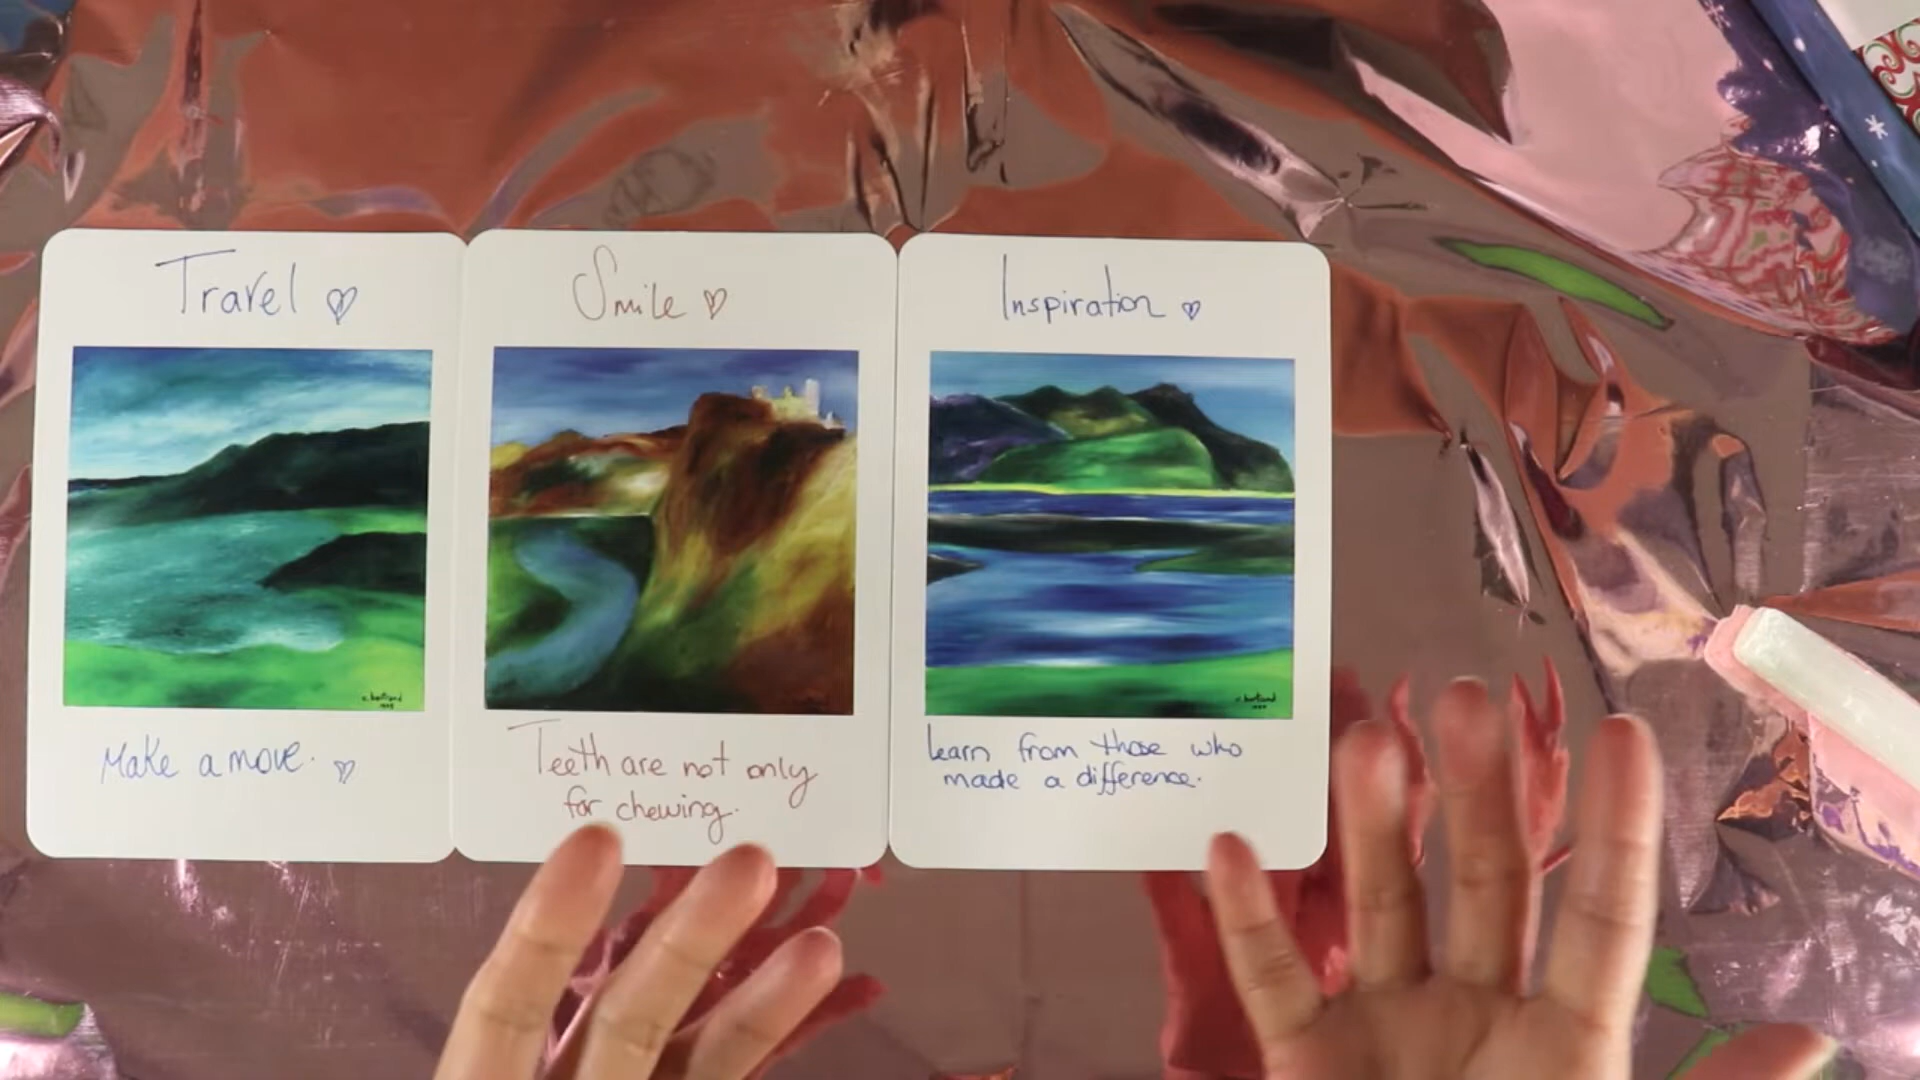 Travel
Make a move.
Smile
Teeth are not only
for chewing.
Inspiration
Learn from those who
made a difference.